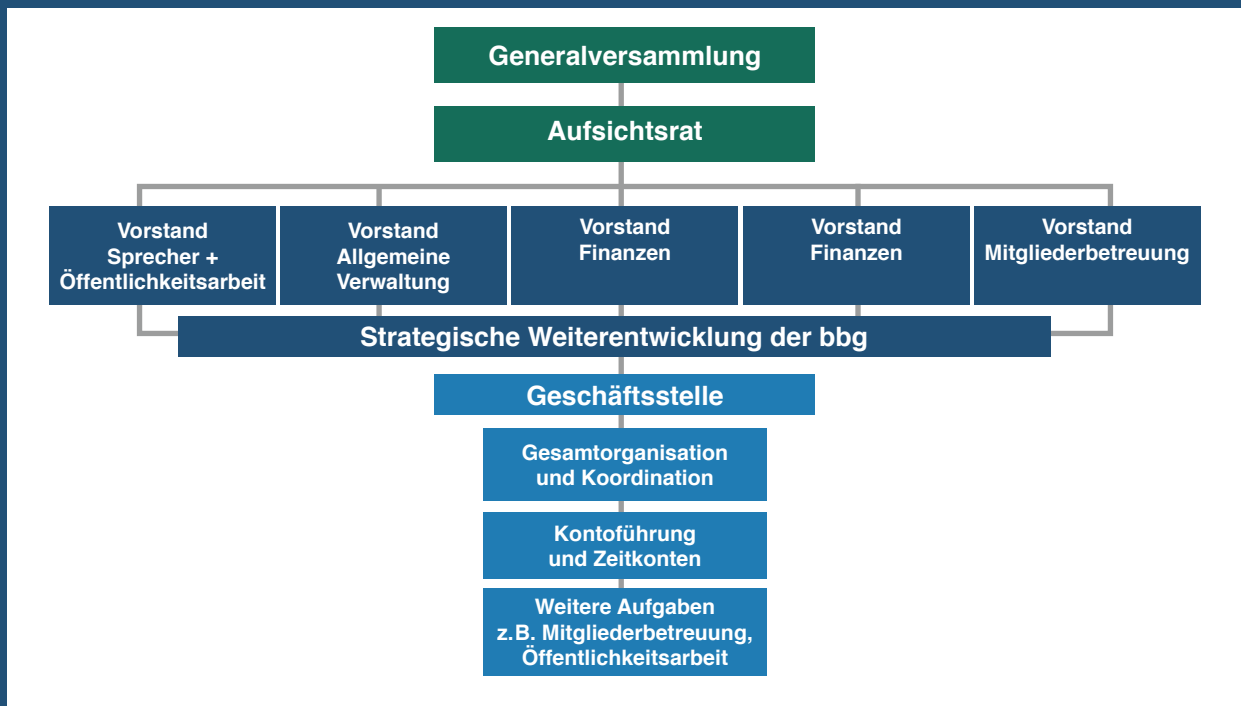 Generalversammlung
Aufsichtsrat
Vorstand
Sprecher +
Öffentlichkeitsarbeit
Vorstand
Allgemeine
Verwaltung
Vorstand
Finanzen
Vorstand
Finanzen
Vorstand
Mitgliederbetreuung
Strategische Weiterentwicklung der bbg
Geschäftsstelle
Gesamtorganisation
und Koordination
Kontoführung
und Zeitkonten
Weitere Aufgaben
z.B. Mitgliederbetreuung,
Öffentlichkeitsarbeit